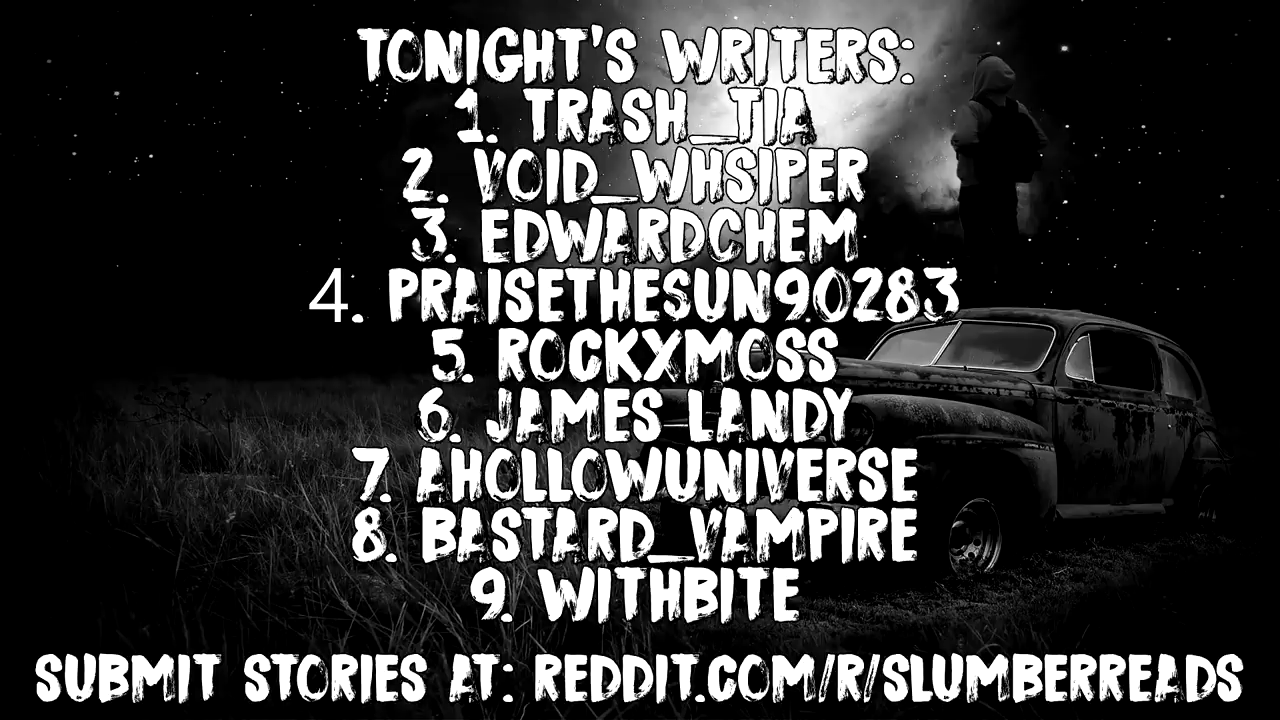 TONIGHT'S WRITERS:
1. TRASH_TIA
2. VOID_WHSIPER
3. EDWARDCHEM
4. PRAISETHESUN90283
5. ROCKYXMOSS
6. JAMES LANDY
7. AHOLLOWUNIVERSE
8. BASTARD_VAMPIRE
9. WITHBITE
SUBMIT STORIES AT: REDDIT.COM/R/SLUMBERREADS